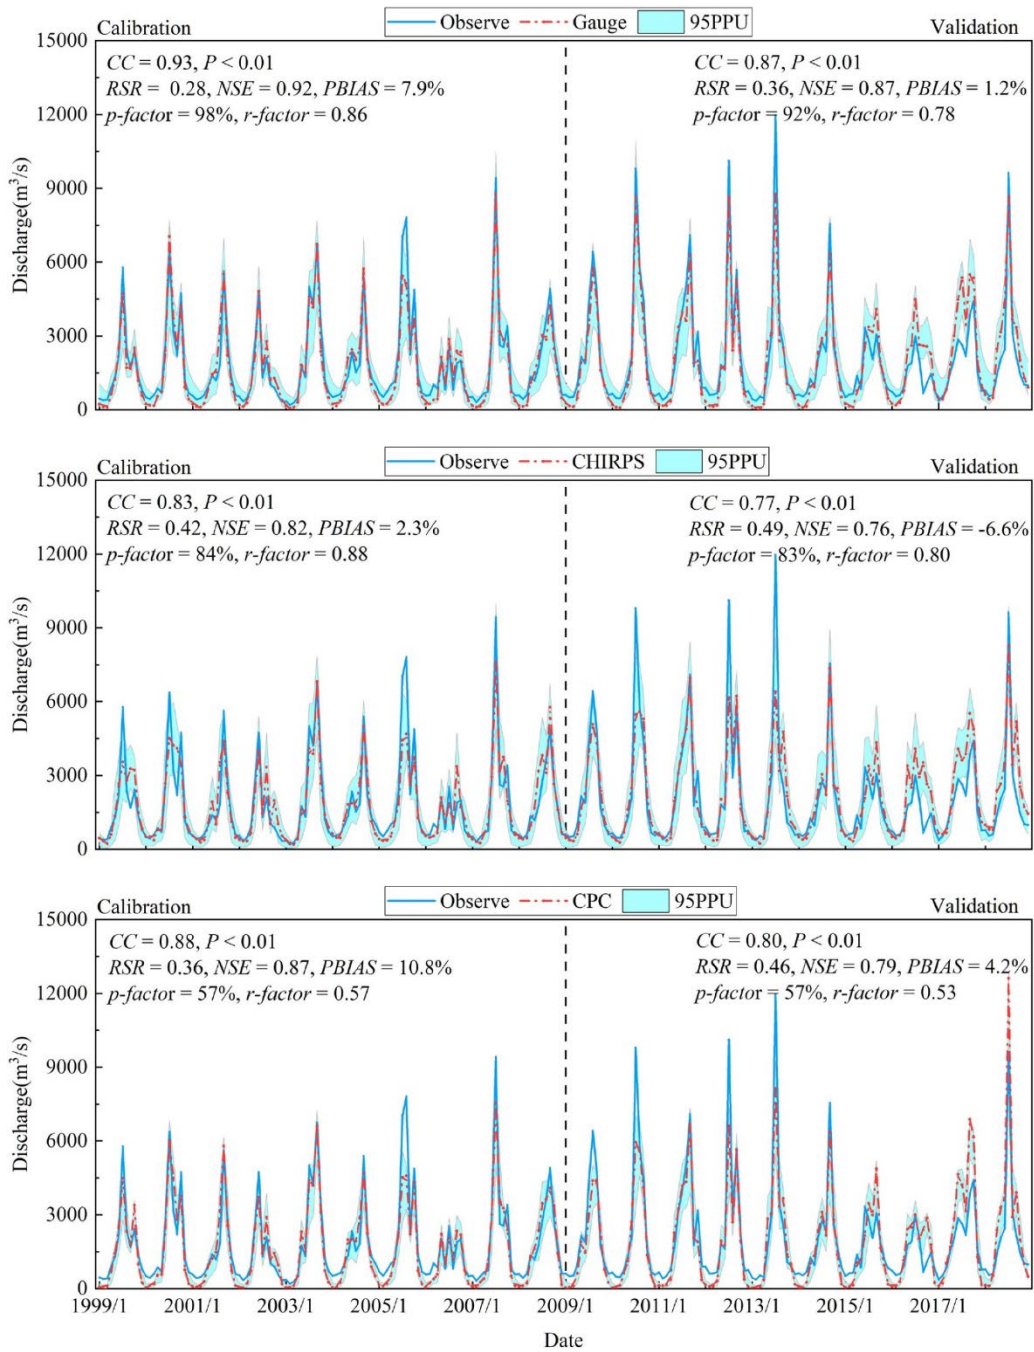 Observe Gauge 95PPU
Calibration Validation
15000
CC = 0.93, P < 0.01
RSR = 0.28, NSE = 0.92, PBIAS = 7.9%
p-factor = 98%, r-factor = 0.86
CC = 0.87, P < 0.01
RSR = 0.36, NSE = 0.87, PBIAS = 1.2%
p-factor = 92%, r-factor = 0.78
12000
9000
6000
3000
0
Discharge(m³/s)
Calibration Observe CHIRPS 95PPU Validation
15000
CC = 0.83, P < 0.01
RSR = 0.42, NSE = 0.82, PBIAS = 2.3%
p-factor = 84%, r-factor = 0.88
CC = 0.77, P < 0.01
RSR = 0.49, NSE = 0.76, PBIAS = -6.6%
p-factor = 83%, r-factor = 0.80
12000
9000
6000
3000
0
Discharge(m³/s)
Calibration Observe CPC 95PPU Validation
15000
CC = 0.88, P < 0.01
RSR = 0.36, NSE = 0.87, PBIAS = 10.8%
p-factor = 57%, r-factor = 0.57
CC = 0.80, P < 0.01
RSR = 0.46, NSE = 0.79, PBIAS = 4.2%
p-factor = 57%, r-factor = 0.53
12000
9000
6000
3000
0
Discharge(m³/s)
1999/1 2001/1 2003/1 2005/1 2007/1 2009/1 2011/1 2013/1 2015/1 2017/1
Date